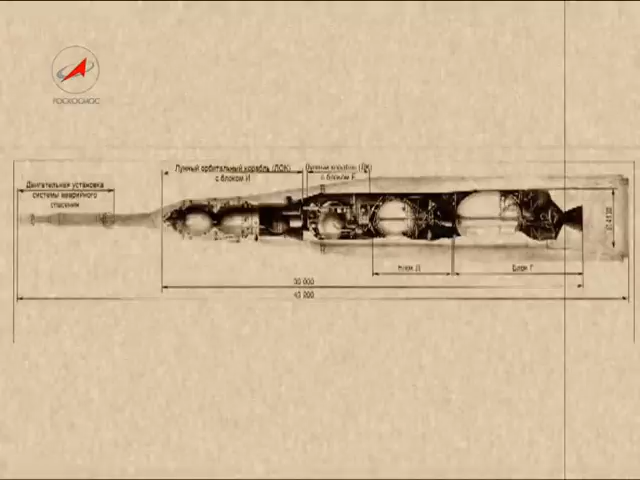 РОСКОСМОС
Лунный орбитальный корабль (ЛОК)
с блоком И
Лунный корабль (ЛК)
с блоком Е
Двигательная установка
системы аварийного
спасения
Блок Д
Блок Г
30 000
43 200